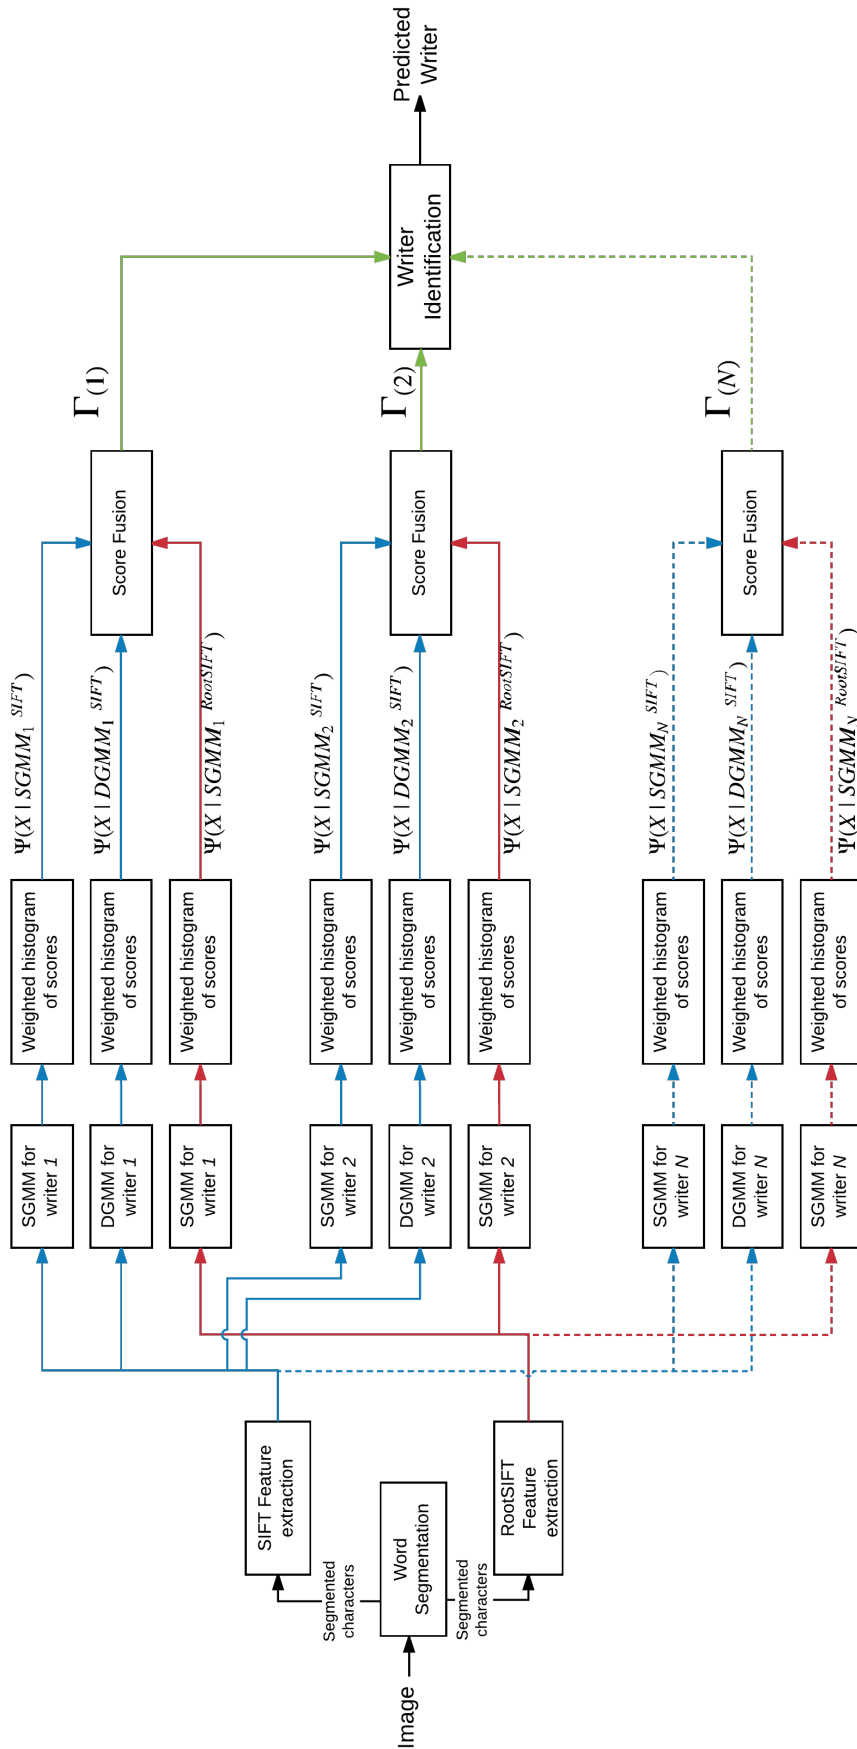 Image
Word
Segmentation
Segmented
characters
Segmented
characters
SIFT Feature
extraction
RootSIFT
Feature
extraction
SGMM for
writer 1
DGMM for
writer 1
SGMM for
writer 1
SGMM for
writer 2
DGMM for
writer 2
SGMM for
writer 2
SGMM for
writer N
DGMM for
writer N
SGMM for
writer N
Weighted histogram
of scores
Weighted histogram
of scores
Weighted histogram
of scores
Weighted histogram
of scores
Weighted histogram
of scores
Weighted histogram
of scores
Weighted histogram
of scores
Weighted histogram
of scores
Weighted histogram
of scores
Ψ(X | SGMM₁ SIFT)
Ψ(X | DGMM₁ SIFT)
Ψ(X | SGMM₁ RootSIFT)
Ψ(X | SGMM₂ SIFT)
Ψ(X | DGMM₂ SIFT)
Ψ(X | SGMM₂ RootSIFT)
Ψ(X | SGMM_N SIFT)
Ψ(X | DGMM_N SIFT)
Ψ(X | SGMM_N RootSIFT)
Score Fusion
Score Fusion
Score Fusion
Γ(1)
Γ(2)
Γ(N)
Writer
Identification
Predicted
Writer